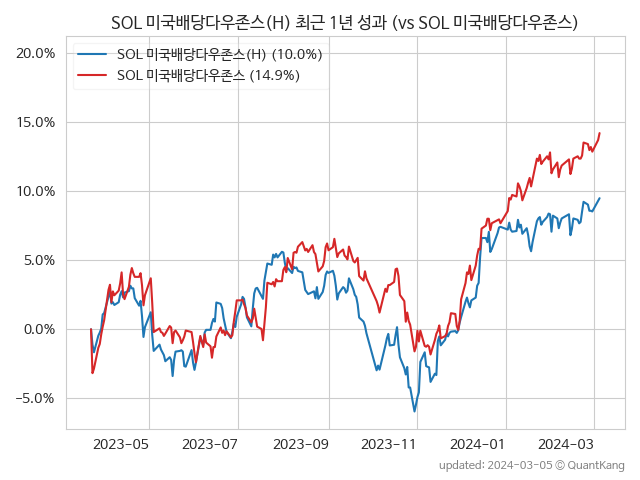 SOL 미국배당다우존스(H) 최근 1년 성과 (vs SOL 미국배당다우존스)
SOL 미국배당다우존스(H) (10.0%)
SOL 미국배당다우존스 (14.9%)
20.0%
15.0%
10.0%
5.0%
0.0%
−5.0%
2023-05 2023-07 2023-09 2023-11 2024-01 2024-03
updated: 2024-03-05 © QuantKang